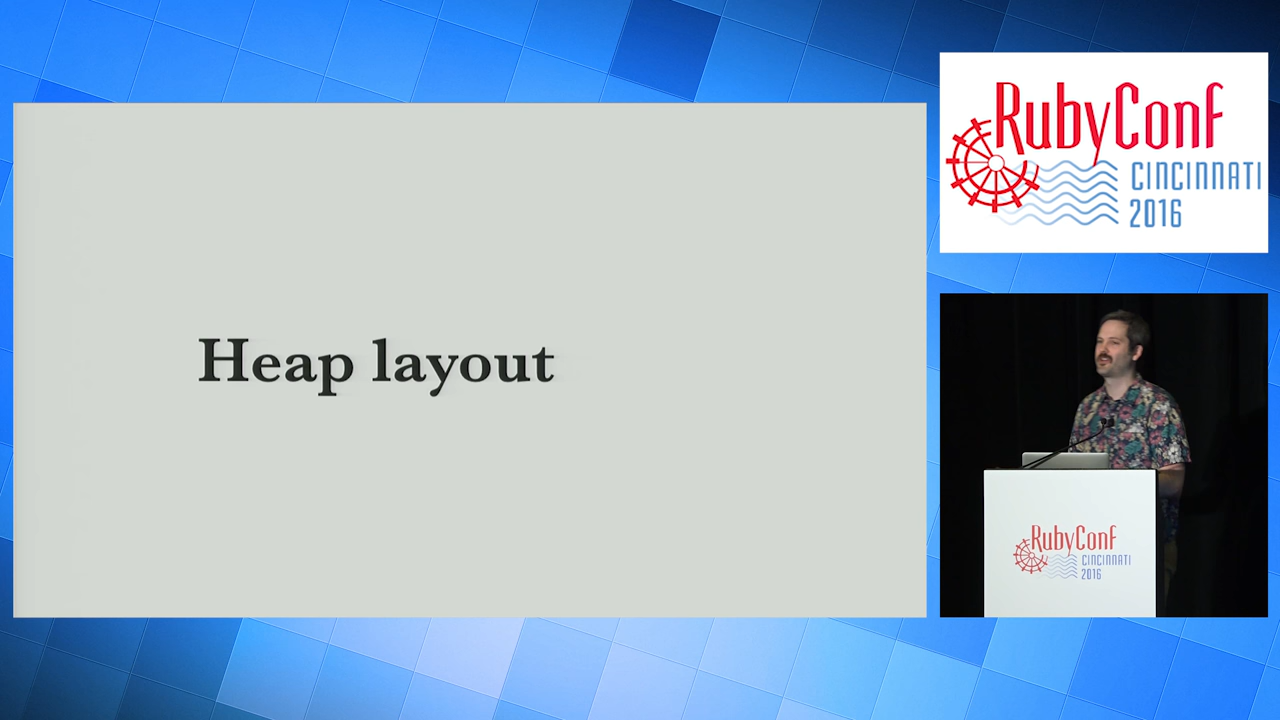 Heap layout
RubyConf
CINCINNATI
2016
RubyConf
CINCINNATI
2016